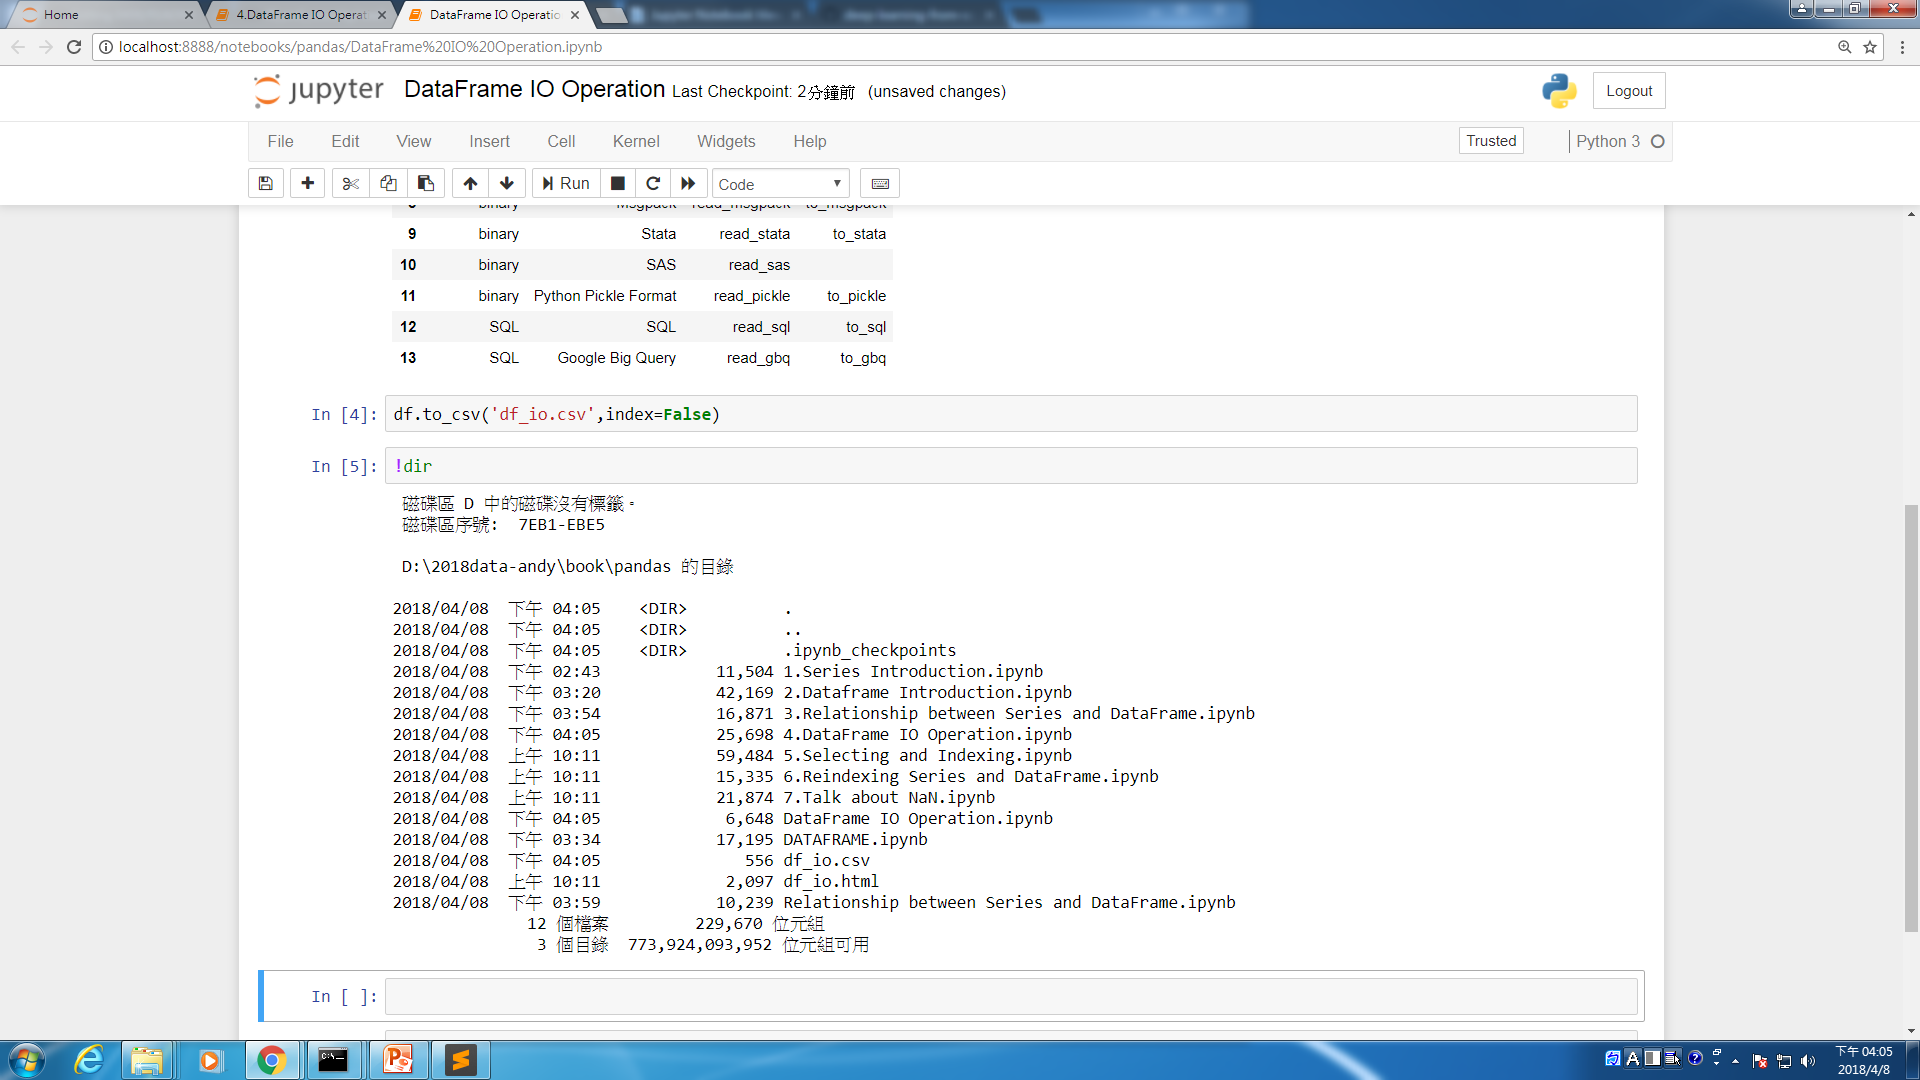 Home
4.DataFrame IO Operat
DataFrame IO Operatio
localhost:8888/notebooks/pandas/DataFrame%20IO%20Operation.ipynb
jupyter DataFrame IO Operation Last Checkpoint: 2分鐘前 (unsaved changes)
Logout
File Edit View Insert Cell Kernel Widgets Help
Trusted
Python 3
Run
Code
binary Msgpack read_msgpack to_msgpack
9 binary Stata read_stata to_stata
10 binary SAS read_sas
11 binary Python Pickle Format read_pickle to_pickle
12 SQL SQL read_sql to_sql
13 SQL Google Big Query read_gbq to_gbq
In [4]: df.to_csv('df_io.csv',index=False)
In [5]: !dir
磁碟區 D 中的磁碟沒有標籤。
磁碟區序號: 7EB1-EBE5
D:\2018data-andy\book\pandas 的目錄
2018/04/08 下午 04:05 <DIR> .
2018/04/08 下午 04:05 <DIR> ..
2018/04/08 下午 04:05 <DIR> .ipynb_checkpoints
2018/04/08 下午 02:43 11,504 1.Series Introduction.ipynb
2018/04/08 下午 03:20 42,169 2.Dataframe Introduction.ipynb
2018/04/08 下午 03:54 16,871 3.Relationship between Series and DataFrame.ipynb
2018/04/08 下午 04:05 25,698 4.DataFrame IO Operation.ipynb
2018/04/08 上午 10:11 59,484 5.Selecting and Indexing.ipynb
2018/04/08 上午 10:11 15,335 6.Reindexing Series and DataFrame.ipynb
2018/04/08 上午 10:11 21,874 7.Talk about NaN.ipynb
2018/04/08 下午 04:05 6,648 DataFrame IO Operation.ipynb
2018/04/08 下午 03:34 17,195 DATAFRAME.ipynb
2018/04/08 下午 04:05 556 df_io.csv
2018/04/08 上午 10:11 2,097 df_io.html
2018/04/08 下午 03:59 10,239 Relationship between Series and DataFrame.ipynb
12 個檔案 229,670 位元組
3 個目錄 773,924,093,952 位元組可用
In [ ]:
下午 04:05
2018/4/8